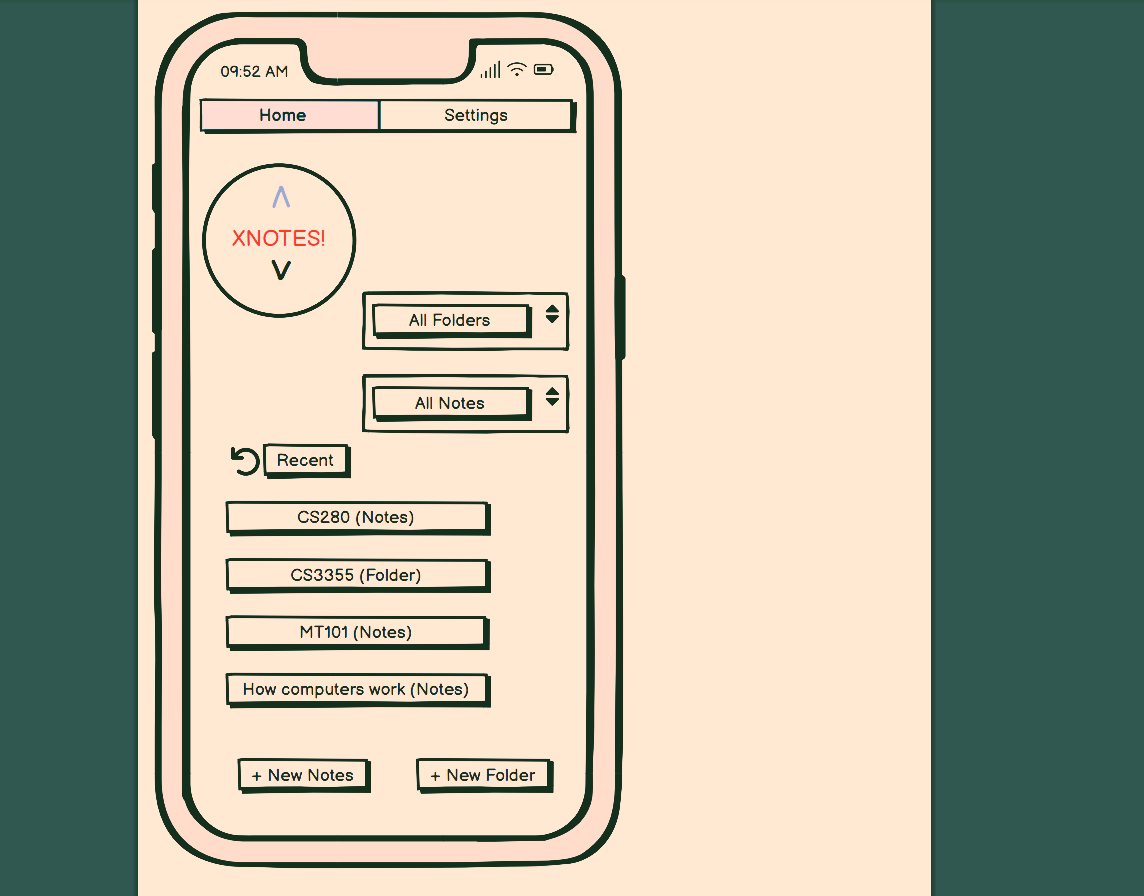 09:52 AM
Home
Settings
XNOTES!
All Folders
All Notes
Recent
CS280 (Notes)
CS3355 (Folder)
MT101 (Notes)
How computers work (Notes)
+ New Notes
+ New Folder